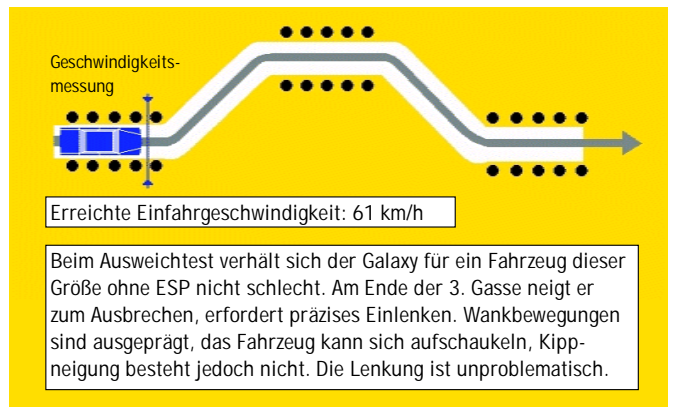 Geschwindigkeits-
messung
Erreichte Einfahrgeschwindigkeit: 61 km/h
Beim Ausweichtest verhält sich der Galaxy für ein Fahrzeug dieser
Größe ohne ESP nicht schlecht. Am Ende der 3. Gasse neigt er
zum Ausbrechen, erfordert präzises Einlenken. Wankbewegungen
sind ausgeprägt, das Fahrzeug kann sich aufschaukeln, Kipp-
neigung besteht jedoch nicht. Die Lenkung ist unproblematisch.